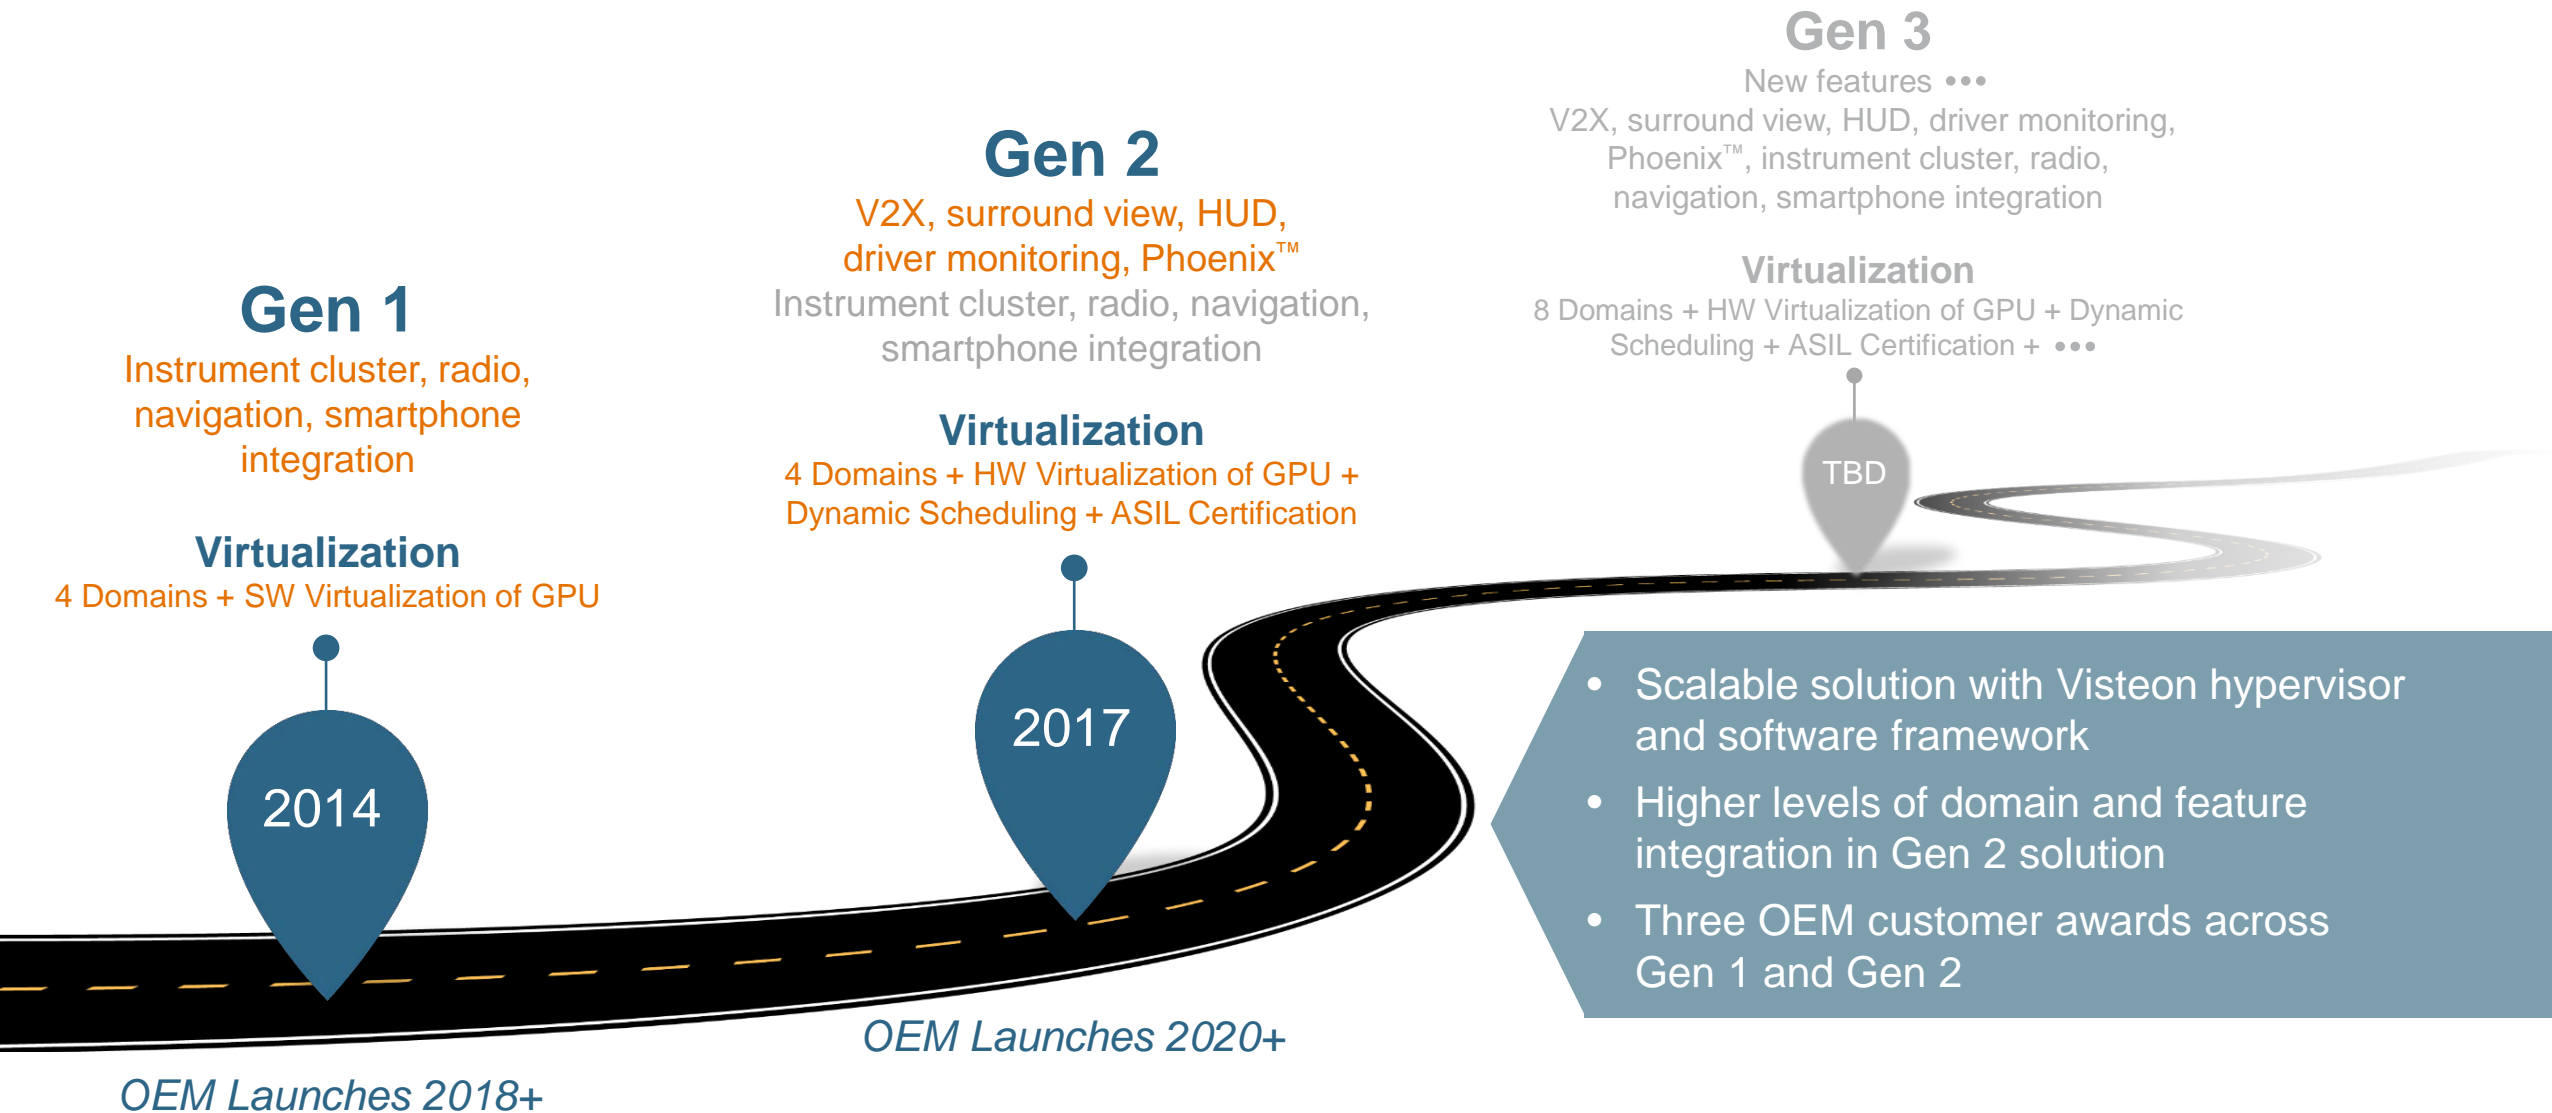 Gen 1
Instrument cluster, radio,
navigation, smartphone
integration
Virtualization
4 Domains + SW Virtualization of GPU
2014
OEM Launches 2018+
Gen 2
V2X, surround view, HUD,
driver monitoring, Phoenix™
Instrument cluster, radio, navigation,
smartphone integration
Virtualization
4 Domains + HW Virtualization of GPU +
Dynamic Scheduling + ASIL Certification
2017
OEM Launches 2020+
Gen 3
New features •••
V2X, surround view, HUD, driver monitoring,
Phoenix™, instrument cluster, radio,
navigation, smartphone integration
Virtualization
8 Domains + HW Virtualization of GPU + Dynamic
Scheduling + ASIL Certification + •••
TBD
• Scalable solution with Visteon hypervisor
and software framework
• Higher levels of domain and feature
integration in Gen 2 solution
• Three OEM customer awards across
Gen 1 and Gen 2